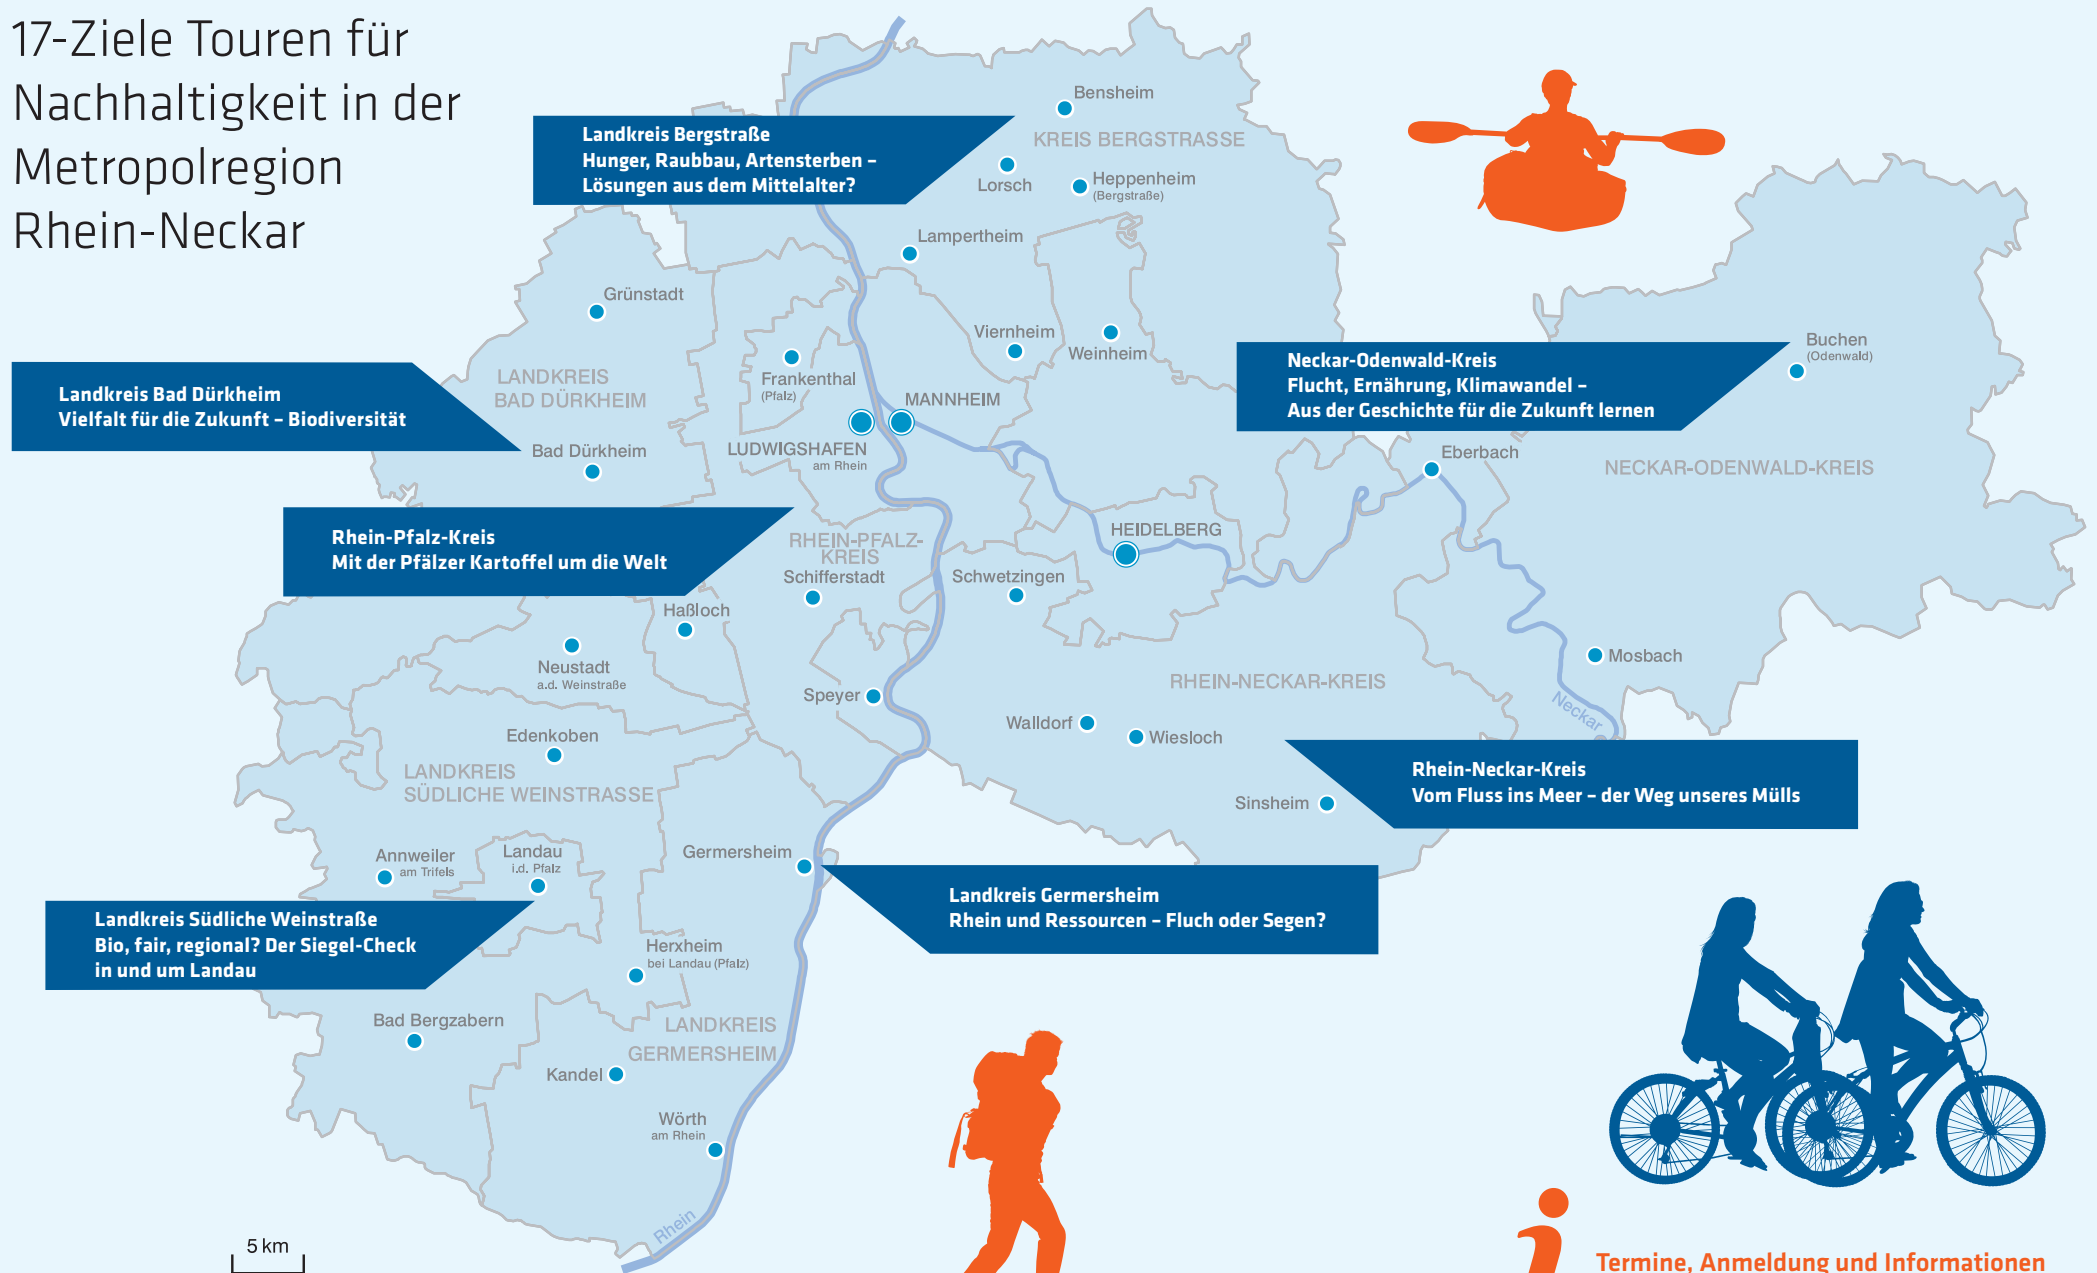 17-Ziele Touren für
Nachhaltigkeit in der
Metropolregion
Rhein-Neckar
Bensheim
KREIS BERGSTRASSE
Landkreis Bergstraße
Hunger, Raubbau, Artensterben –
Lösungen aus dem Mittelalter?
Lorsch
Heppenheim
(Bergstraße)
Lampertheim
Grünstadt
Viernheim
Weinheim
Buchen
(Odenwald)
Neckar-Odenwald-Kreis
Flucht, Ernährung, Klimawandel –
Aus der Geschichte für die Zukunft lernen
LANDKREIS
BAD DÜRKHEIM
Frankenthal
(Pfalz)
Landkreis Bad Dürkheim
Vielfalt für die Zukunft – Biodiversität
MANNHEIM
Bad Dürkheim
LUDWIGSHAFEN
am Rhein
Eberbach
NECKAR-ODENWALD-KREIS
Rhein-Pfalz-Kreis
Mit der Pfälzer Kartoffel um die Welt
RHEIN-PFALZ-
KREIS
HEIDELBERG
Schifferstadt
Schwetzingen
Haßloch
Neustadt
a.d. Weinstraße
Mosbach
Speyer
RHEIN-NECKAR-KREIS
Neckar
Walldorf
Wiesloch
Edenkoben
LANDKREIS
SÜDLICHE WEINSTRASSE
Rhein-Neckar-Kreis
Vom Fluss ins Meer – der Weg unseres Mülls
Sinsheim
Annweiler
am Trifels
Landau
i.d. Pfalz
Germersheim
Landkreis Germersheim
Rhein und Ressourcen – Fluch oder Segen?
Landkreis Südliche Weinstraße
Bio, fair, regional? Der Siegel-Check
in und um Landau
Herxheim
bei Landau (Pfalz)
Bad Bergzabern
LANDKREIS
GERMERSHEIM
Kandel
Wörth
am Rhein
Rhein
5 km
Termine, Anmeldung und Informationen